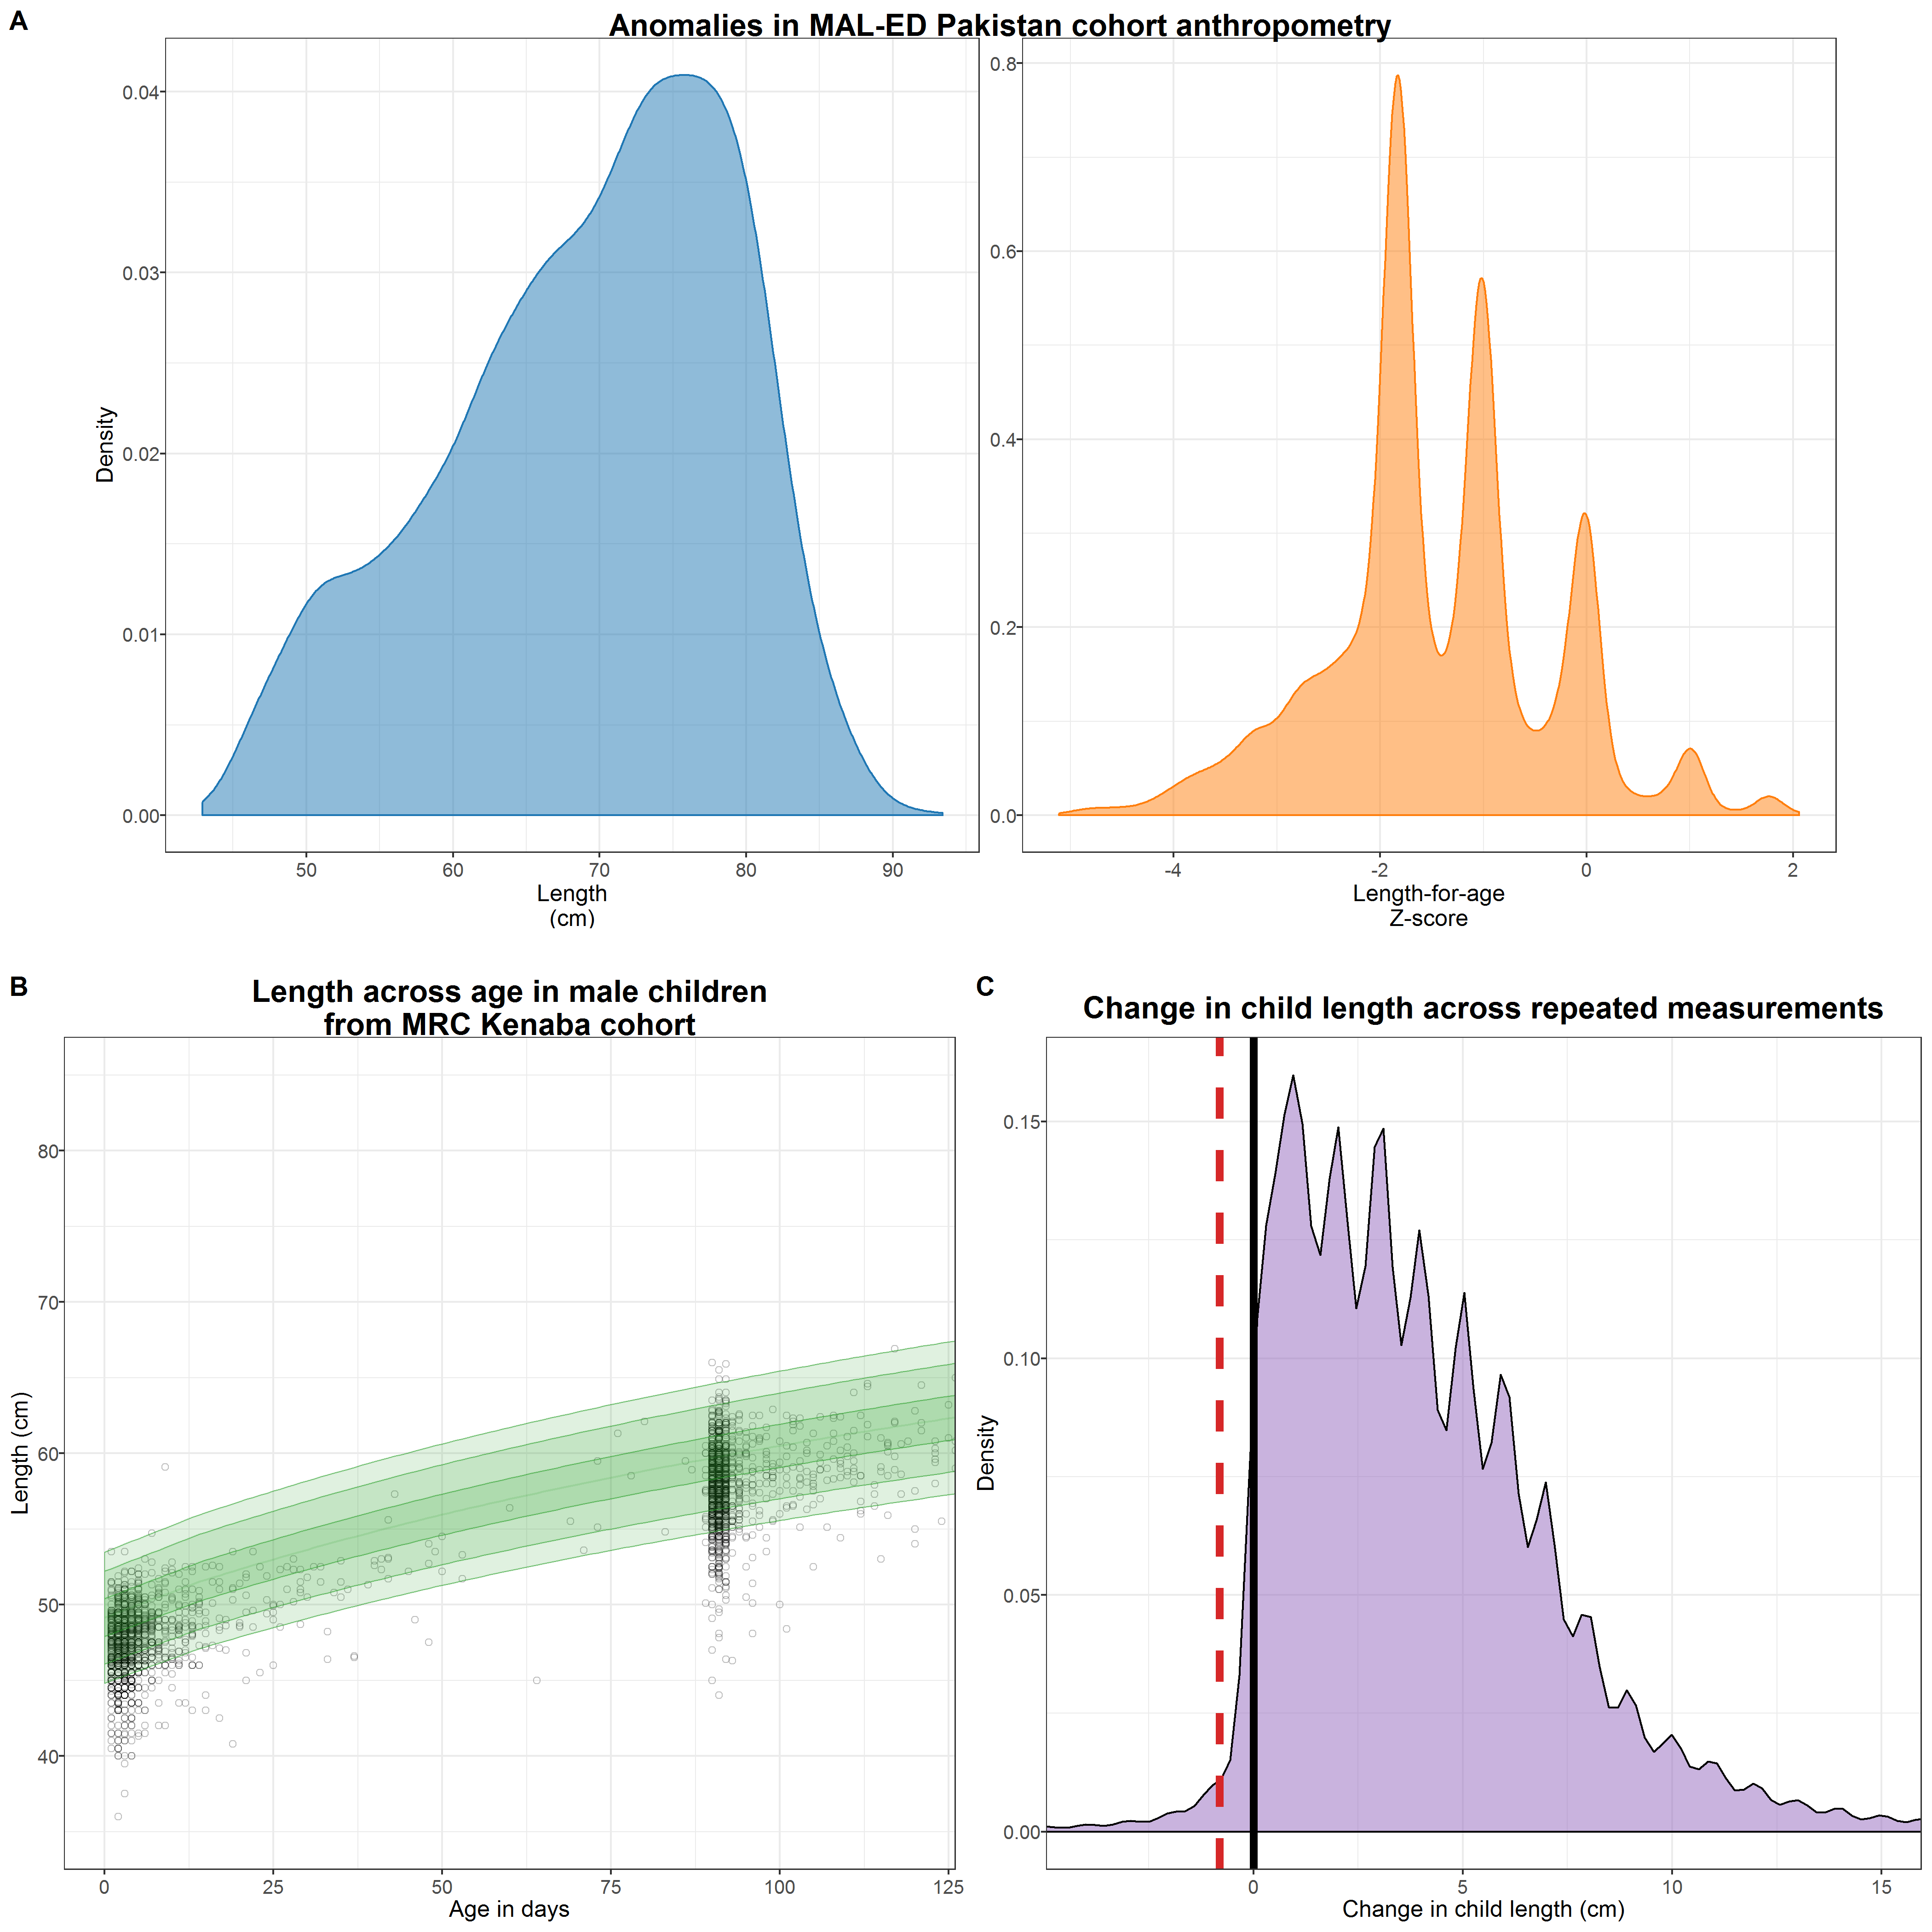 A
Anomalies in MAL-ED Pakistan cohort anthropometry
0.04
0.03
0.02
0.01
0.00
Density
50 60 70 80 90
Length
(cm)
0.8
0.6
0.4
0.2
0.0
-4 -2 0 2
Length-for-age
Z-score
B
Length across age in male children
from MRC Kenaba cohort
80
70
60
50
40
Length (cm)
0 25 50 75 100 125
Age in days
C
Change in child length across repeated measurements
0.15
0.10
0.05
0.00
Density
0 5 10 15
Change in child length (cm)